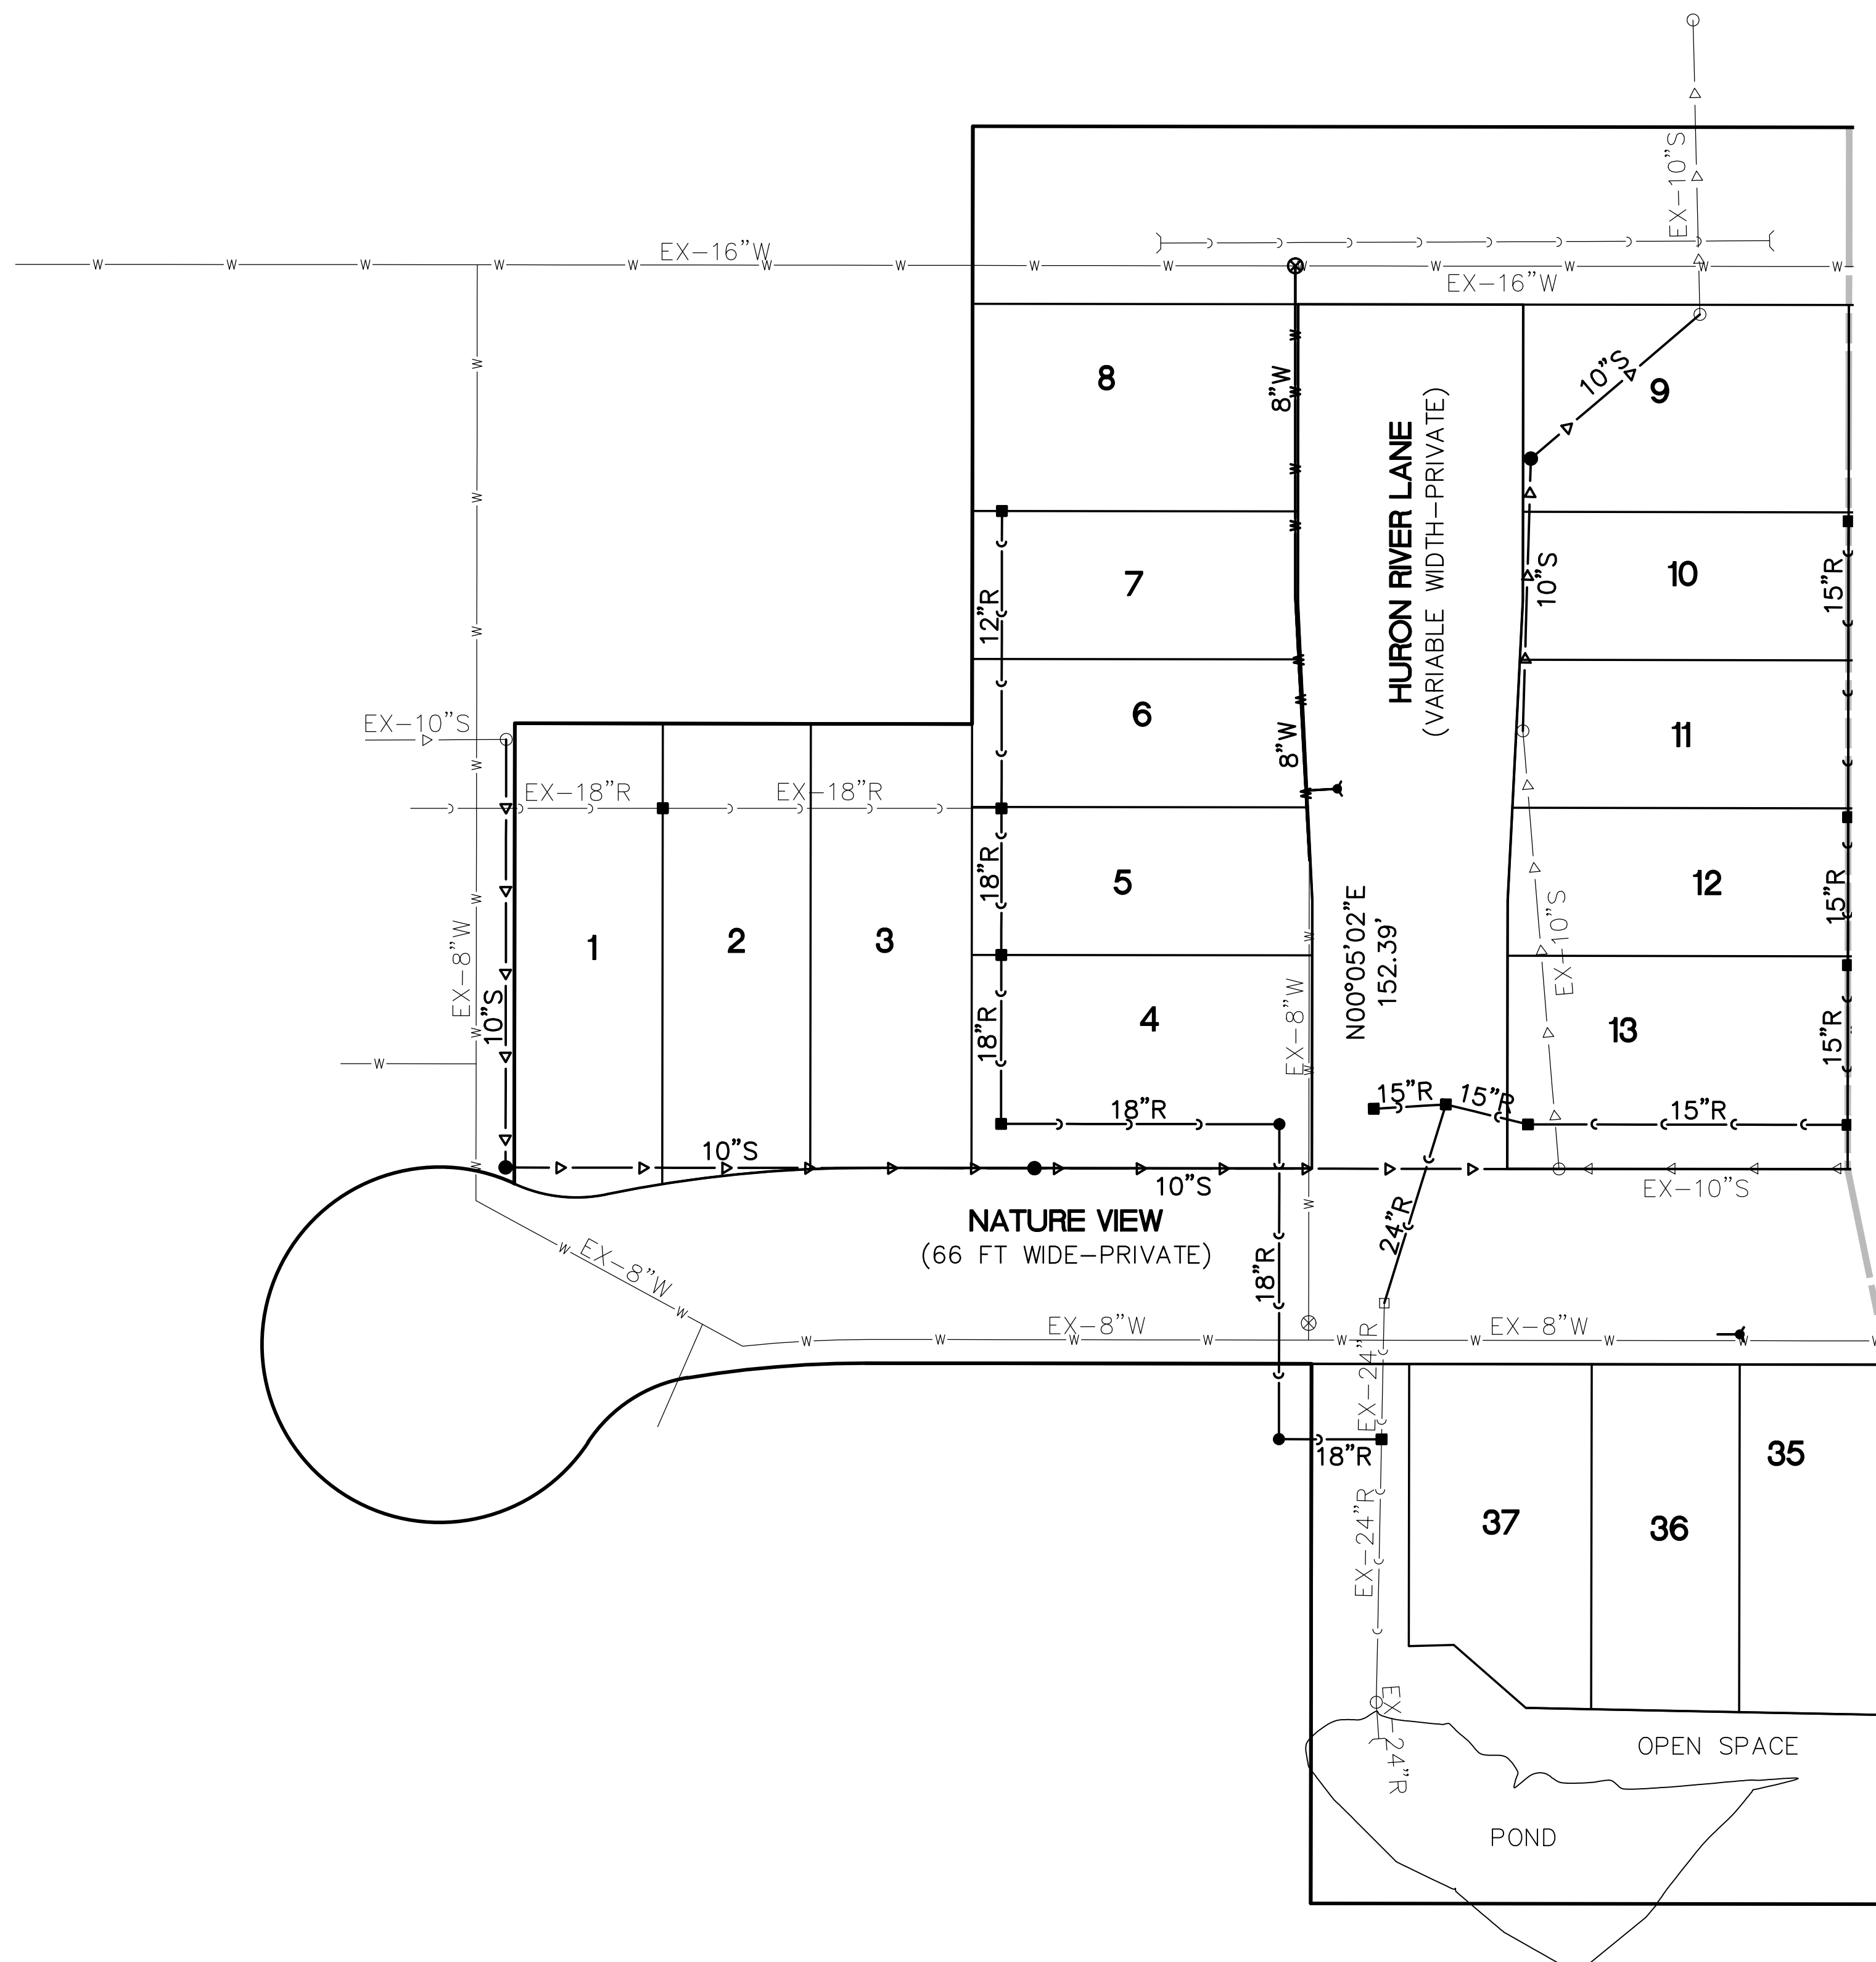 EX-10"S
EX-16"W
EX-16"W
8
8"W
10"S
9
HURON RIVER LANE
(VARIABLE WIDTH-PRIVATE)
7
12"R
10"S
10
15"R
6
8"W
11
EX-10"S
EX-18"R
EX-18"R
5
18"R
12
15"R
1
2
3
EX-8"W
10"S
N00°05'02"E
152.39'
EX-10"S
4
18"R
EX-8"W
13
15"R
18"R
15"R
15"R
15"R
10"S
10"S
EX-10"S
NATURE VIEW
(66 FT WIDE-PRIVATE)
24"R
18"R
EX-8"W
EX-8"W
EX-8"W
EX-24"R
18"R
35
37
36
EX-24"R
EX-24"R
OPEN SPACE
POND